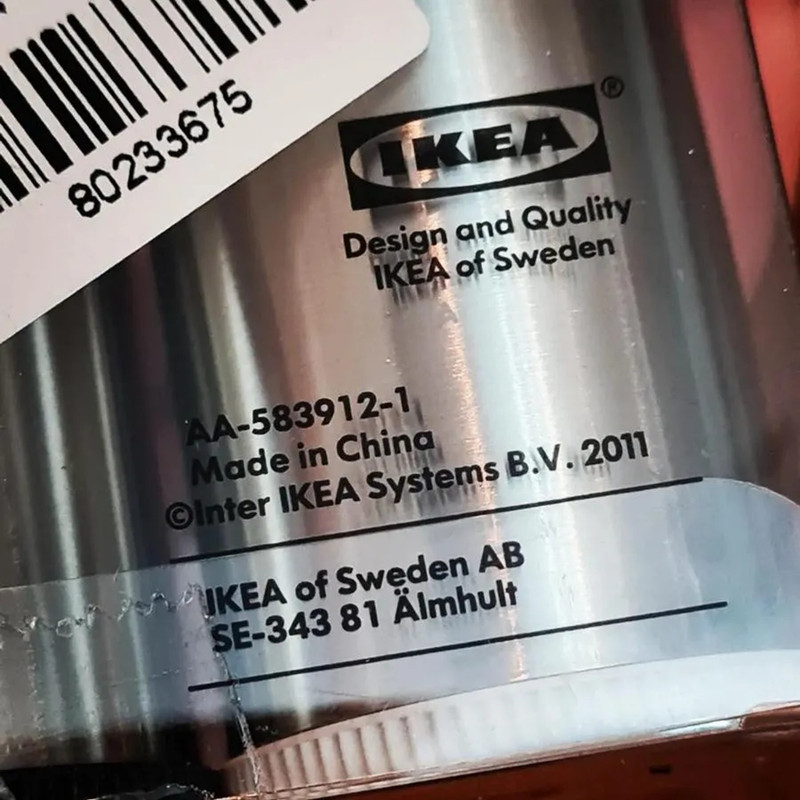 80233675
IKEA®
Design and Quality
IKEA of Sweden
AA-583912-1
Made in China
©Inter IKEA Systems B.V. 2011
IKEA of Sweden AB
SE-343 81 Älmhult